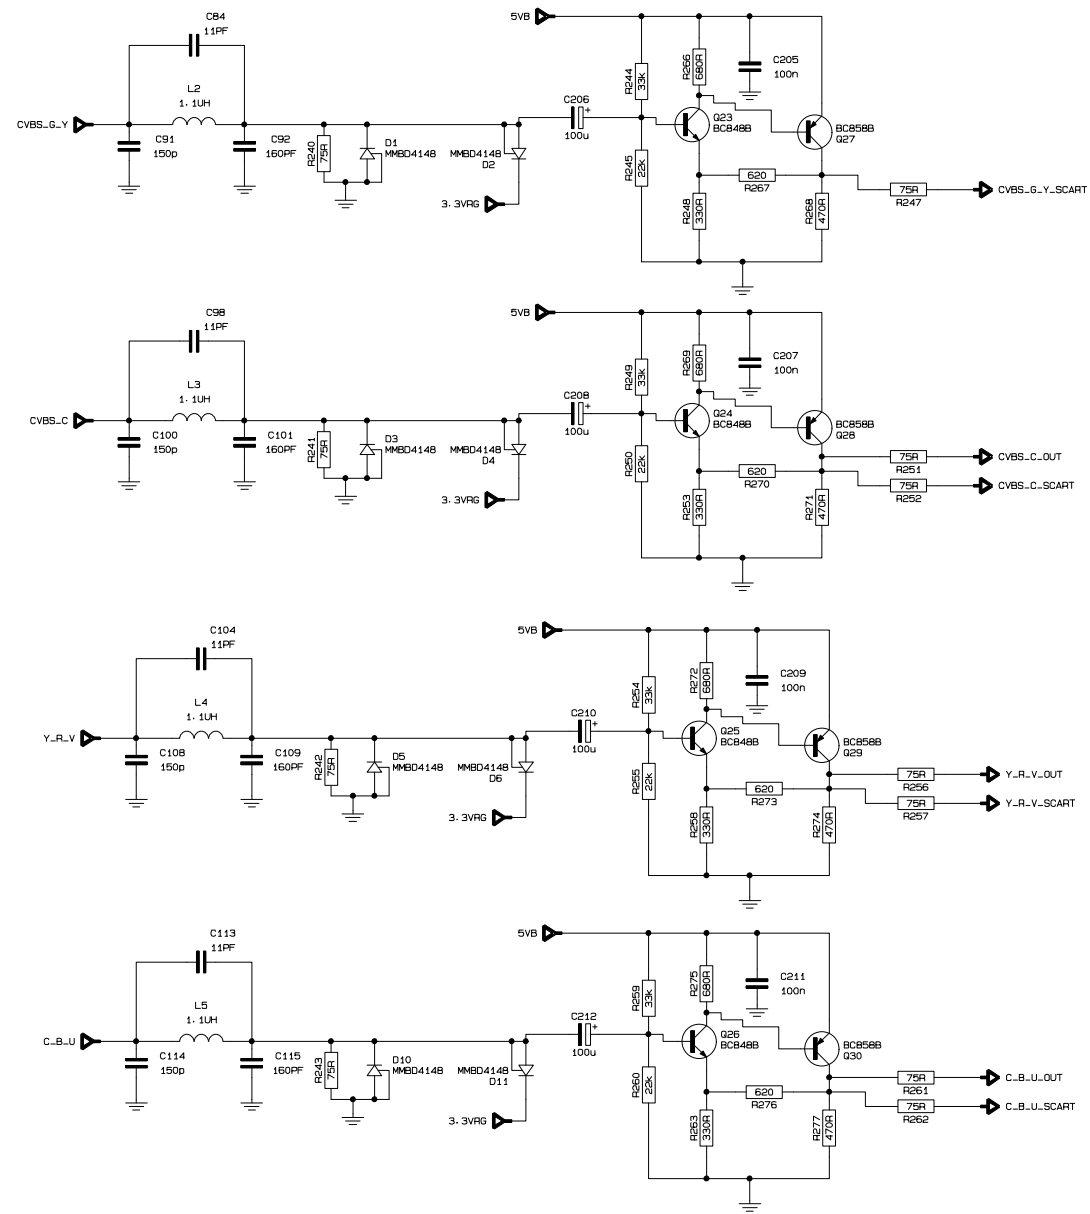 C84
11PF
L2
1.1UH
CVBS_G_Y
C91
150p
C92
160PF
R240
75R
D1
MMBD4148
MMBD4148
D2
3.3VRG
5VB
C206
+
100u
R244
33k
R245
22k
R266
680R
C205
100n
Q23
BC848B
BC858B
Q27
620
R267
R248
330R
R268
470R
75R
R247
CVBS_G_Y_SCART
C98
11PF
L3
1.1UH
CVBS_C
C100
150p
C101
160PF
R241
75R
D3
MMBD4148
MMBD4148
D4
3.3VRG
5VB
C208
+
100u
R249
33k
R250
22k
R269
680R
C207
100n
Q24
BC848B
BC858B
Q28
620
R270
R253
330R
R271
470R
75R
R251
CVBS_C_OUT
75R
R252
CVBS_C_SCART
C104
11PF
L4
1.1UH
Y_R_V
C108
150p
C109
160PF
R242
75R
D5
MMBD4148
MMBD4148
D6
3.3VRG
5VB
C210
+
100u
R254
33k
R255
22k
R272
680R
C209
100n
Q25
BC848B
BC858B
Q29
620
R273
R258
330R
R274
470R
75R
R256
Y_R_V_OUT
75R
R257
Y_R_V_SCART
C113
11PF
L5
1.1UH
C_B_U
C114
150p
C115
160PF
R243
75R
D10
MMBD4148
MMBD4148
D11
3.3VRG
5VB
C212
+
100u
R259
33k
R260
22k
R275
680R
C211
100n
Q26
BC848B
BC858B
Q30
620
R276
R263
330R
R277
470R
75R
R261
C_B_U_OUT
75R
R262
C_B_U_SCART